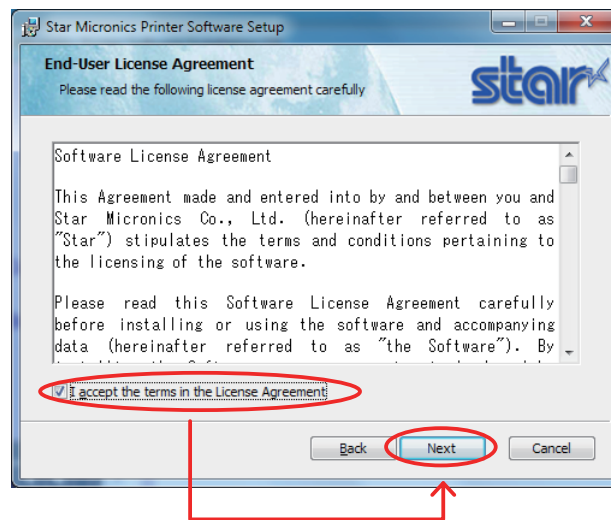 Star Micronics Printer Software Setup
End-User License Agreement
Please read the following license agreement carefully
star
Software License Agreement
This Agreement made and entered into by and between you and
Star Micronics Co., Ltd. (hereinafter referred to as
"Star") stipulates the terms and conditions pertaining to
the licensing of the software.
Please read this Software License Agreement carefully
before installing or using the software and accompanying
data (hereinafter referred to as "the Software"). By
I accept the terms in the License Agreement
Back Next Cancel